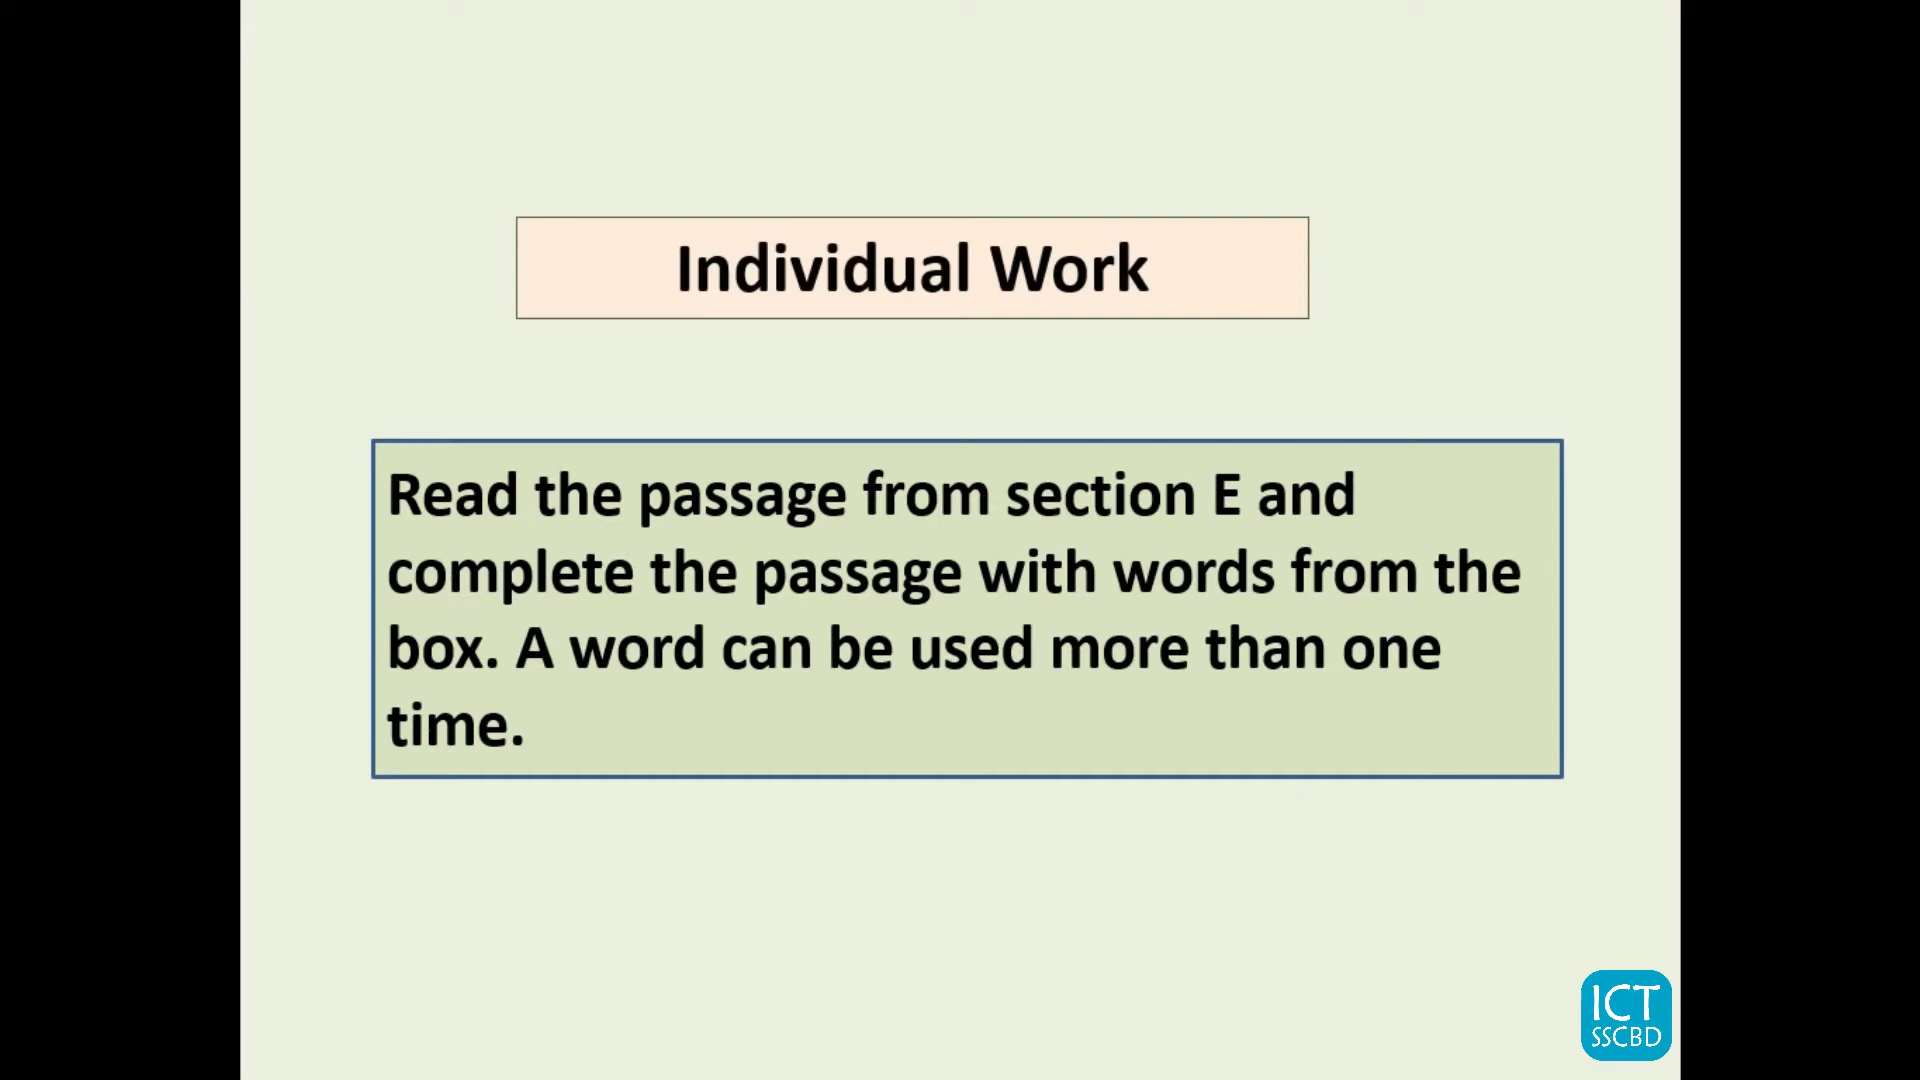 Individual Work
Read the passage from section E and
complete the passage with words from the
box. A word can be used more than one
time.
ICT
SSCBD